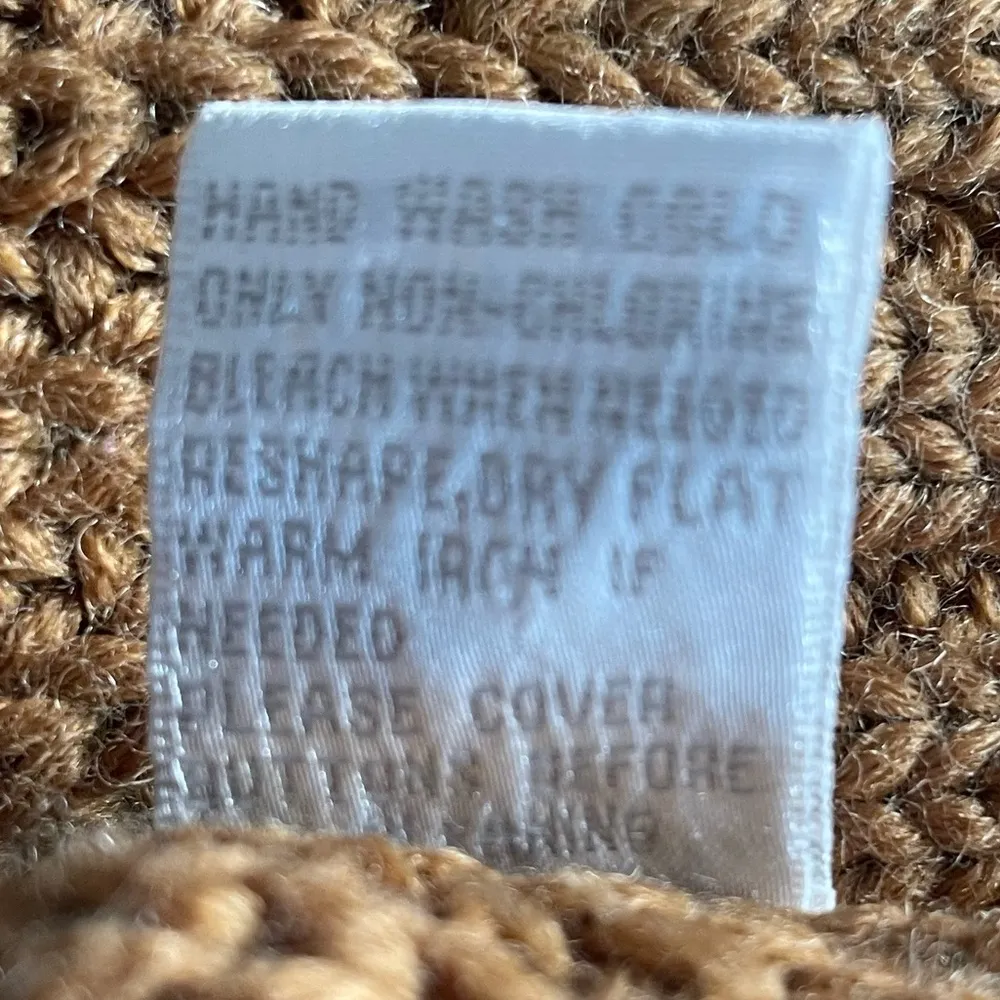 HAND WASH COLD
ONLY NON-CHLORINE
BLEACH WHEN NEEDED
RESHAPE,DRY FLAT
WARM IRON IF
NEEDED
PLEASE COVER
BUTTONS BEFORE